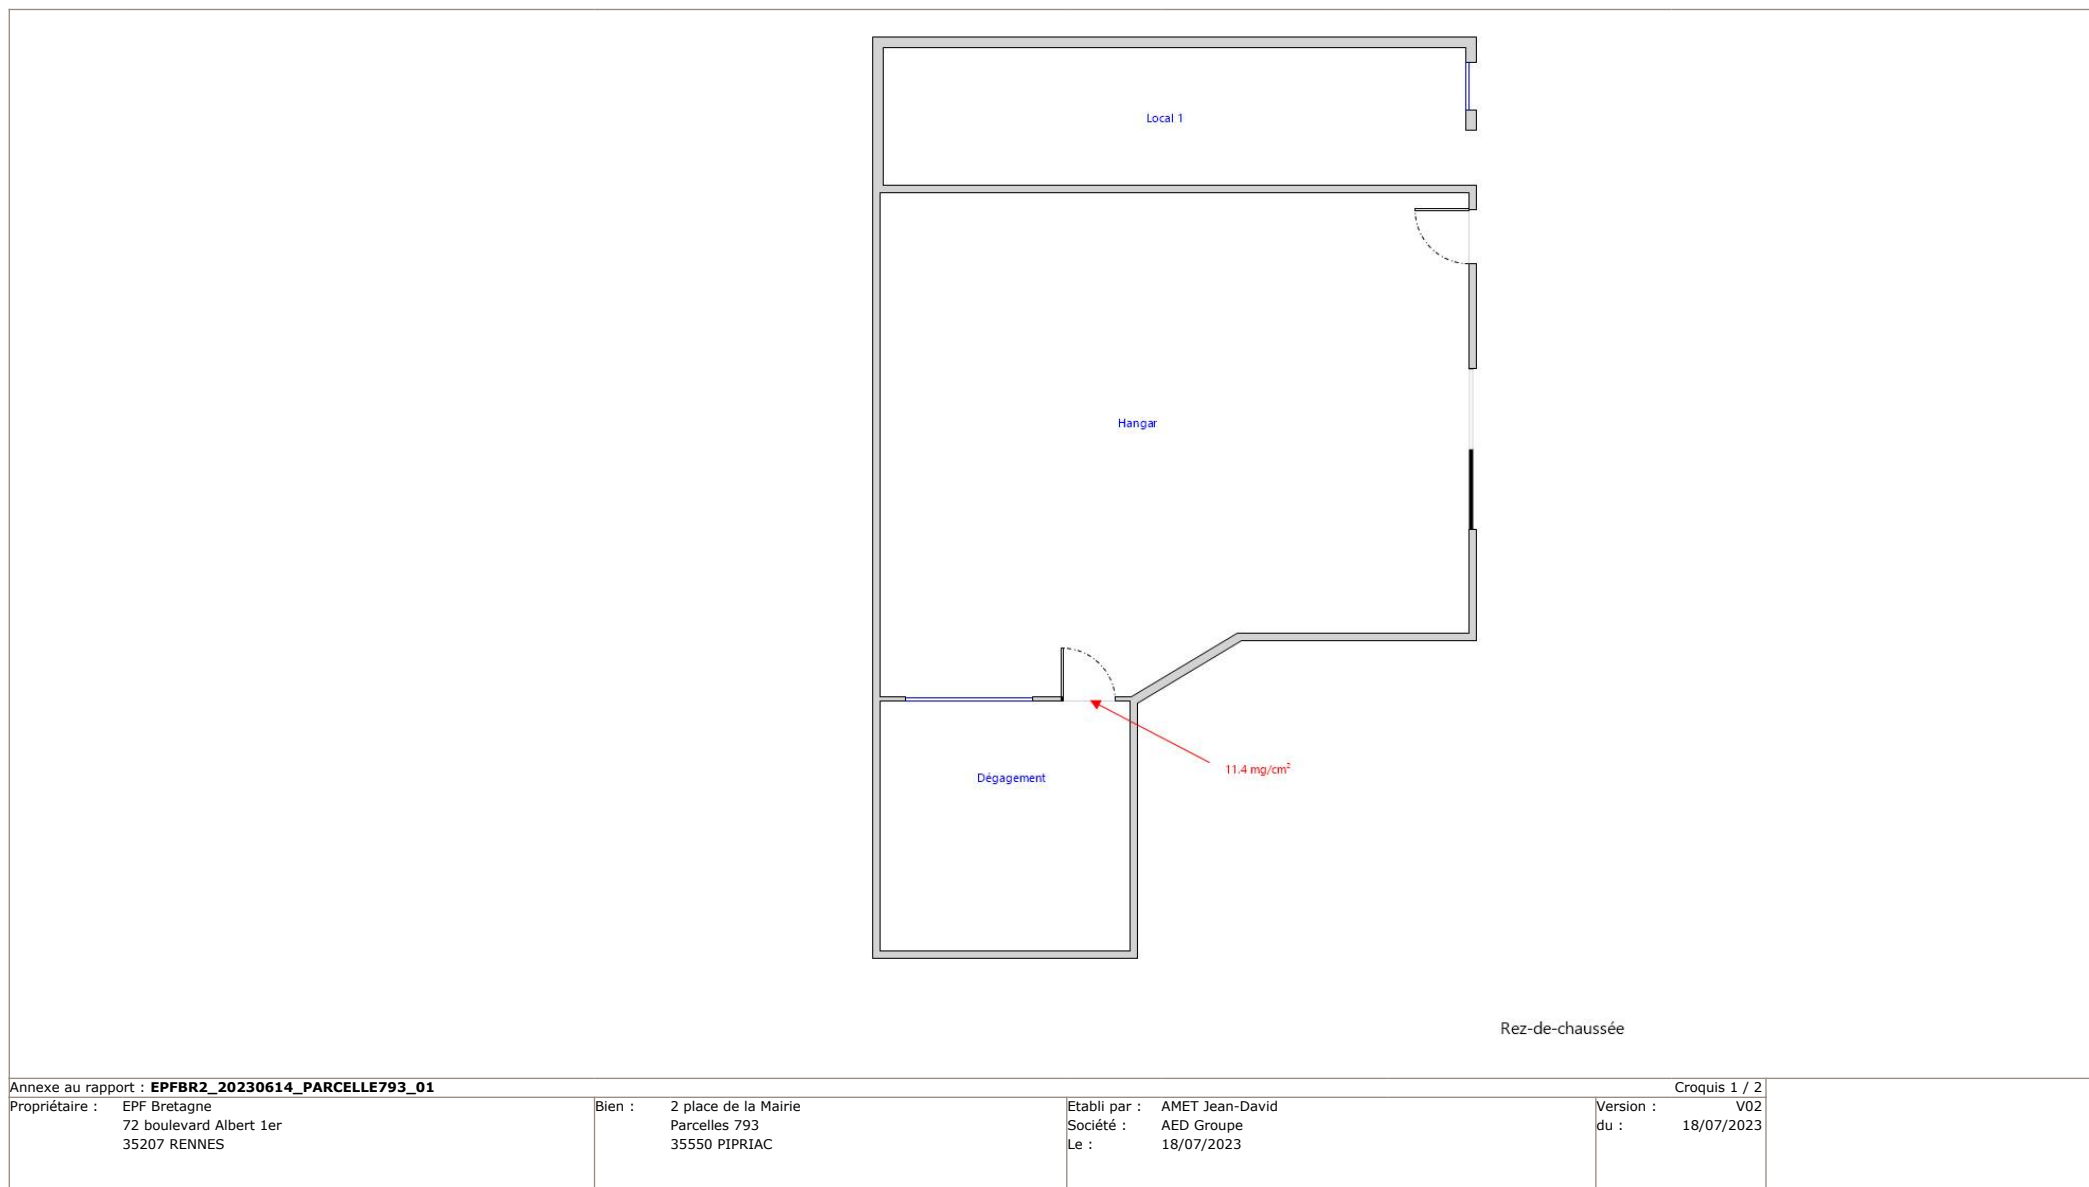 Local 1
Hangar
11.4 mg/cm²
Dégagement
Rez-de-chaussée
Annexe au rapport : EPFBR2_20230614_PARCELLE793_01
Croquis 1 / 2
Propriétaire : EPF Bretagne
72 boulevard Albert 1er
35207 RENNES
Bien : 2 place de la Mairie
Parcelles 793
35550 PIPRIAC
Etabli par : AMET Jean-David
Société : AED Groupe
Le : 18/07/2023
Version : V02
du : 18/07/2023